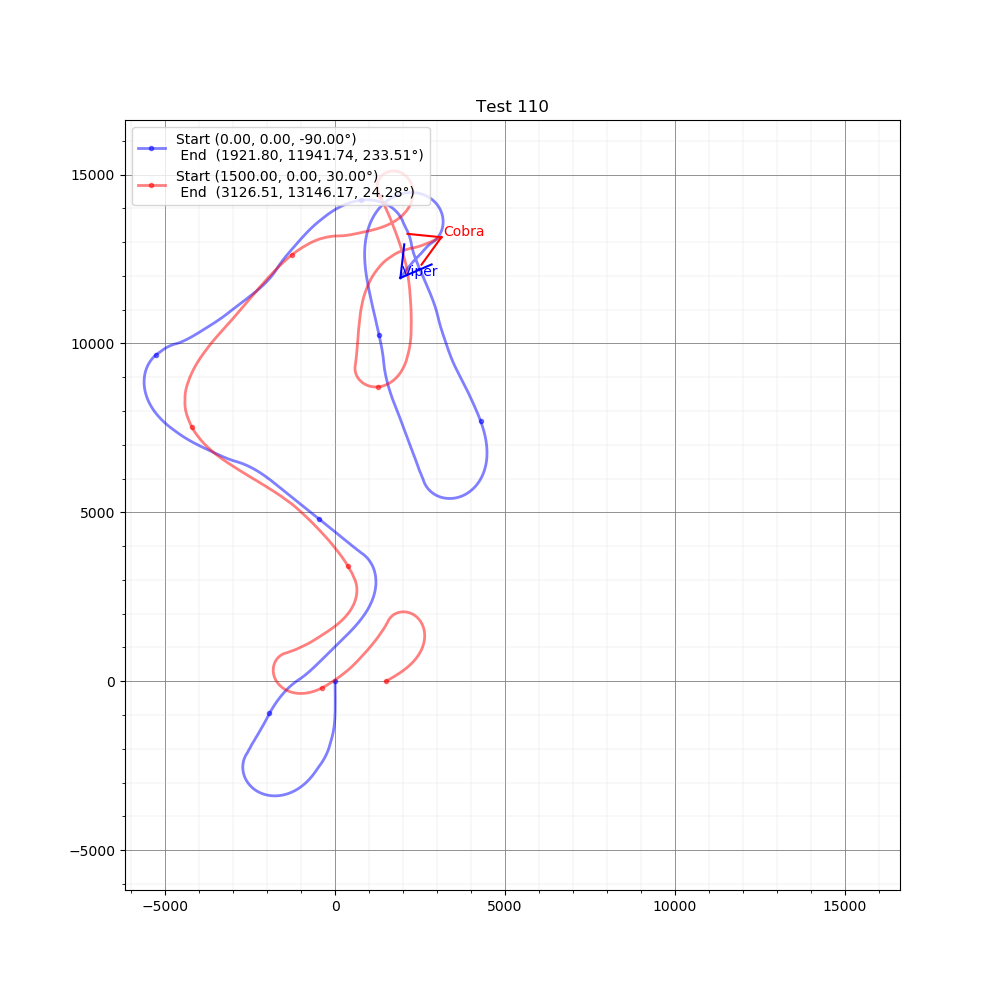 Test 110
Start (0.00, 0.00, -90.00°)
End (1921.80, 11941.74, 233.51°)
Start (1500.00, 0.00, 30.00°)
End (3126.51, 13146.17, 24.28°)
Cobra
Viper
15000
10000
5000
0
−5000
−5000
0
5000
10000
15000